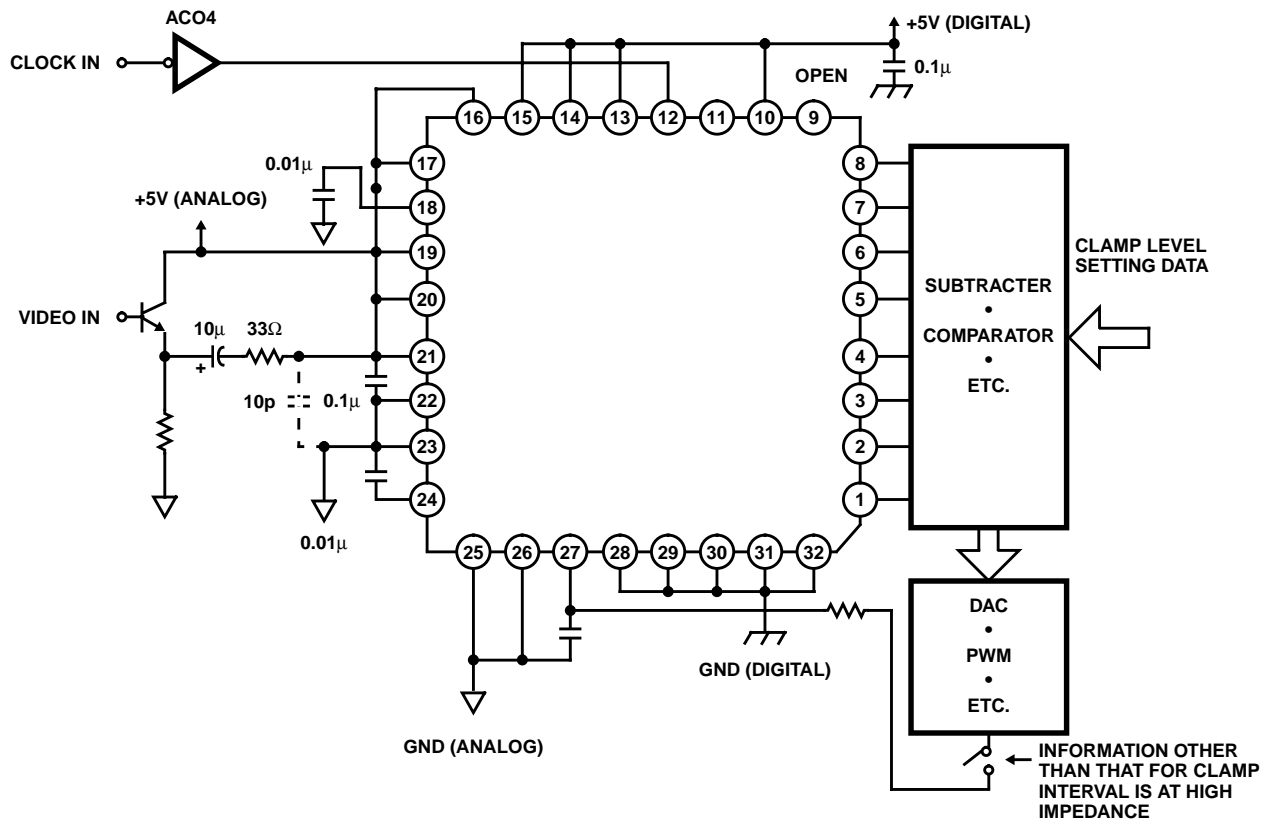 ACO4
CLOCK IN
+5V (DIGITAL)
0.1μ
OPEN
16 15 14 13 12 11 10 9
17
18
19
20
21
22
23
24
8
7
6
5
4
3
2
1
25 26 27 28 29 30 31 32
0.01μ
+5V (ANALOG)
VIDEO IN
10μ
+
33Ω
10p
0.1μ
0.01μ
GND (ANALOG)
GND (DIGITAL)
SUBTRACTER
•
COMPARATOR
•
ETC.
CLAMP LEVEL
SETTING DATA
DAC
•
PWM
•
ETC.
INFORMATION OTHER
THAN THAT FOR CLAMP
INTERVAL IS AT HIGH
IMPEDANCE